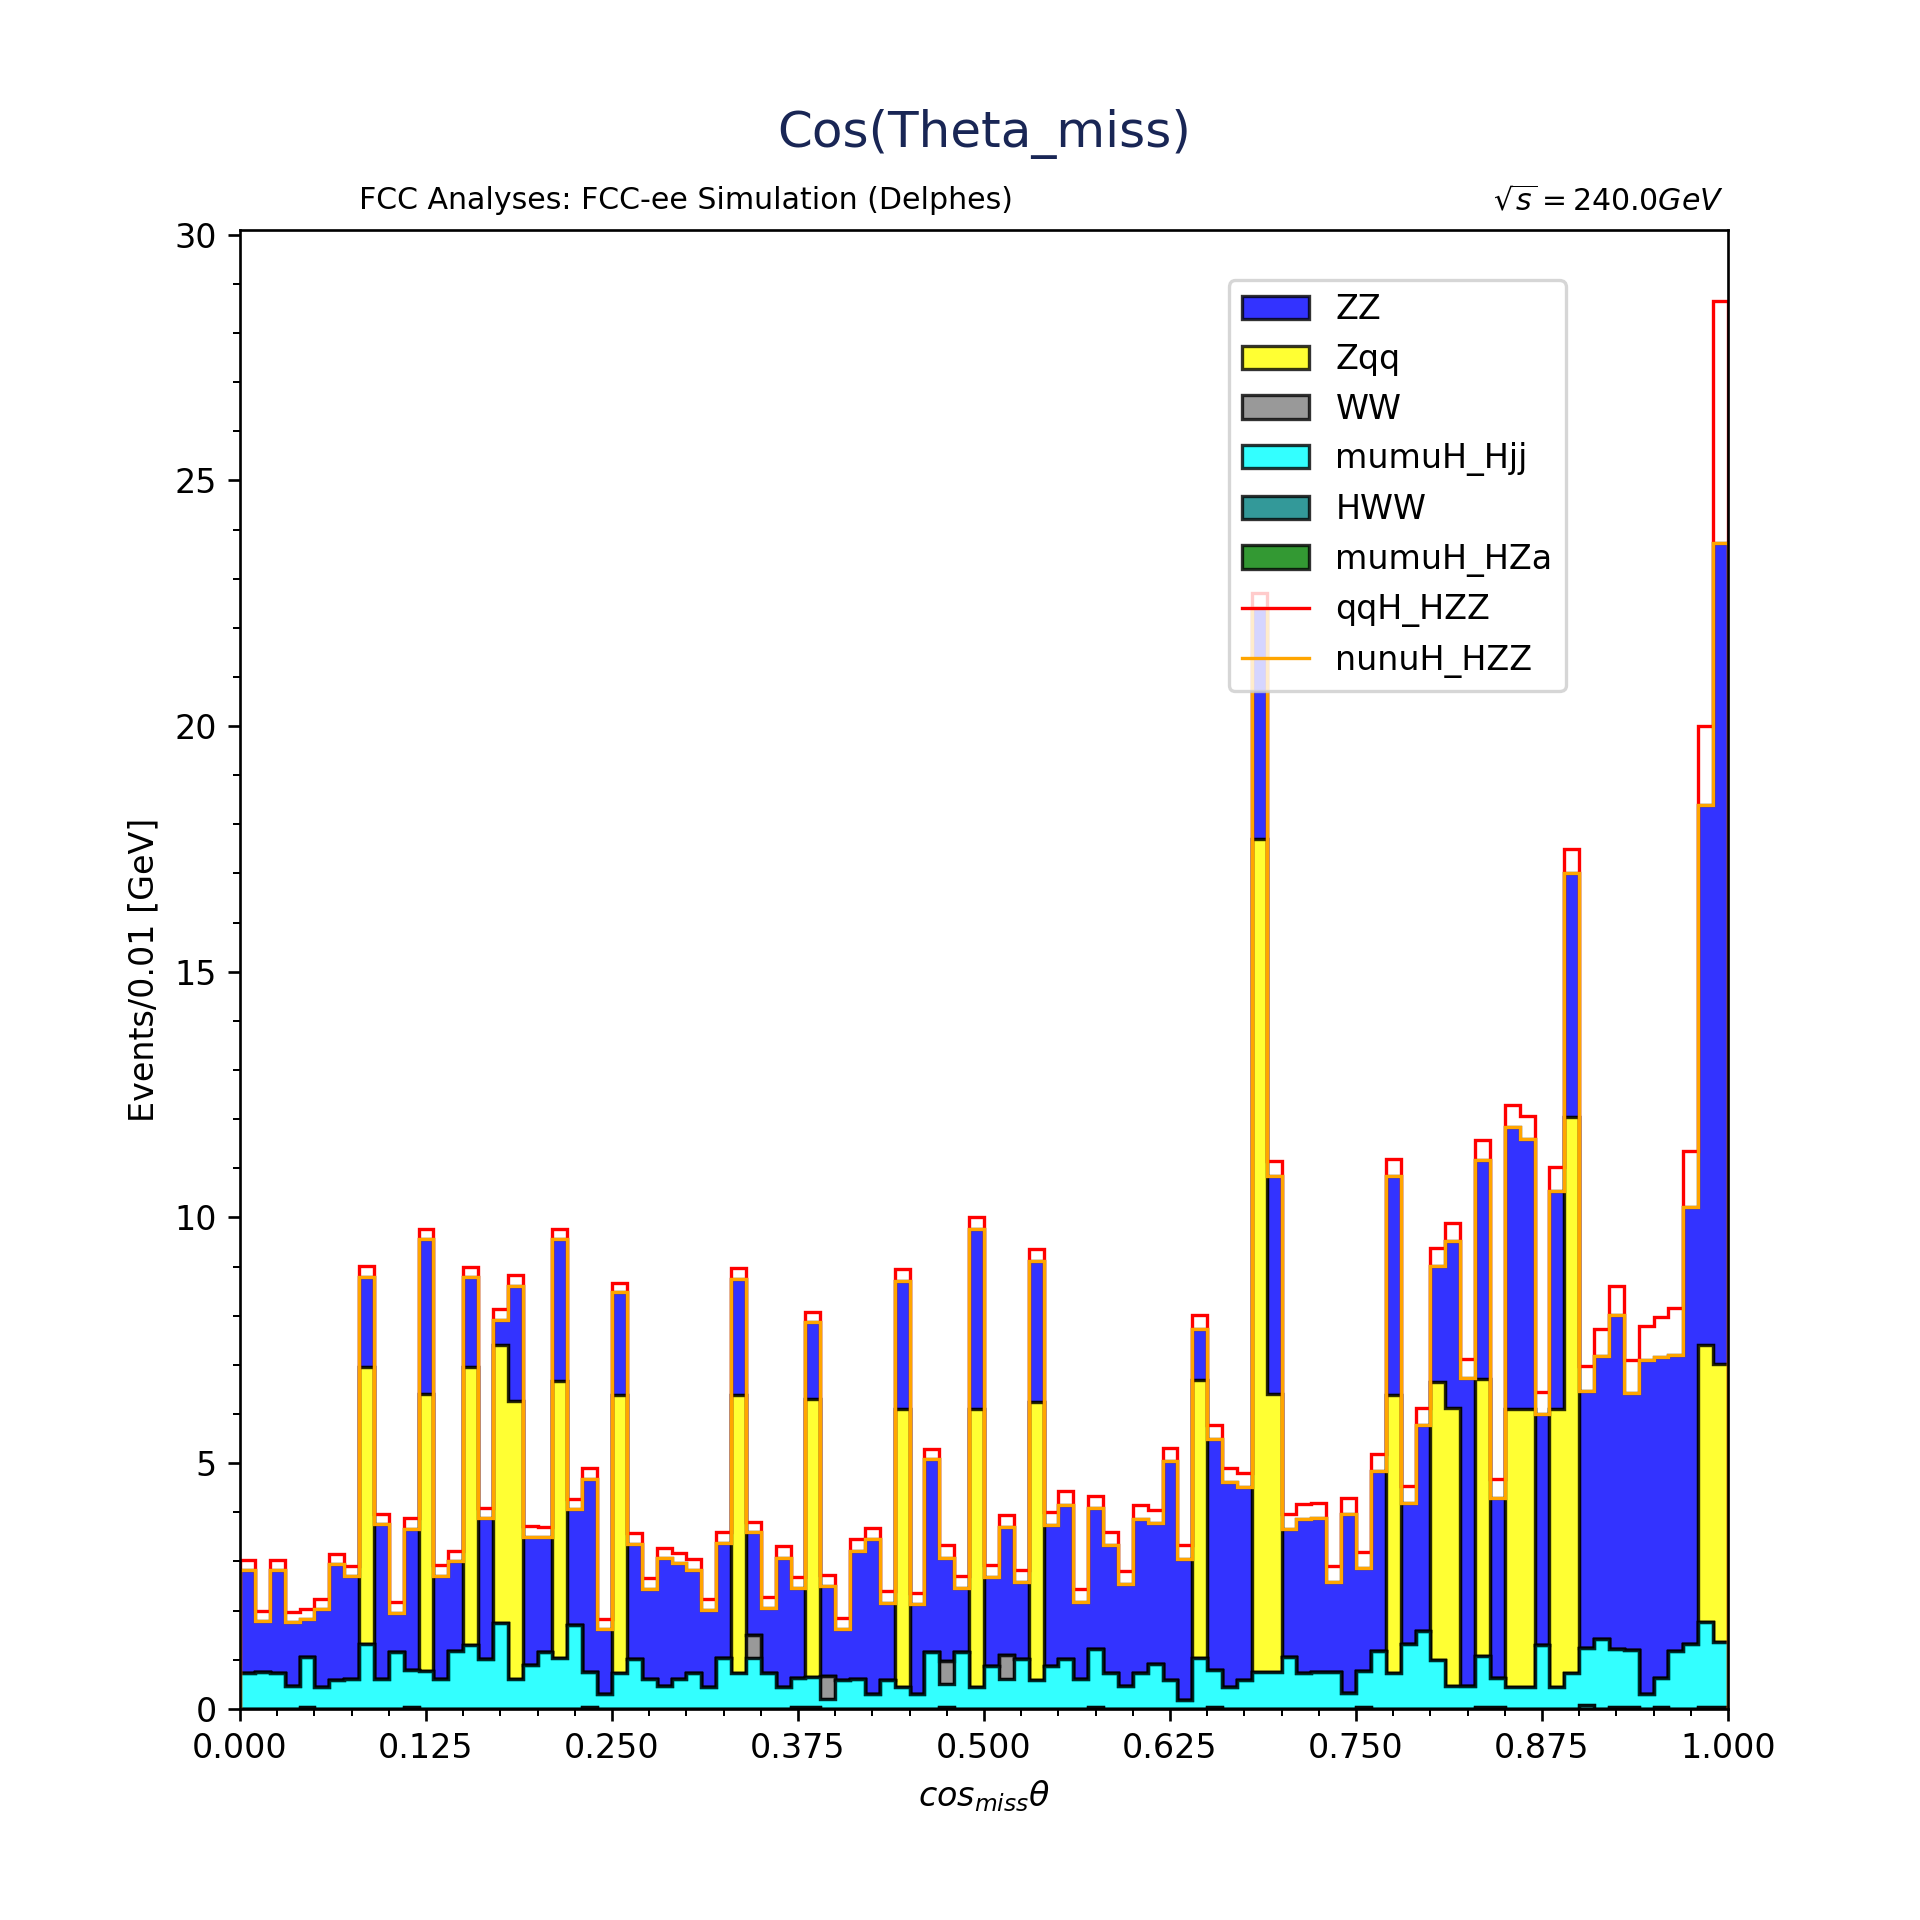 Cos(Theta_miss)
FCC Analyses: FCC-ee Simulation (Delphes)
√s = 240.0GeV
30
25
20
15
10
5
0
Events/0.01 [GeV]
ZZ
Zqq
WW
mumuH_Hjj
HWW
mumuH_HZa
qqH_HZZ
nunuH_HZZ
0.000 0.125 0.250 0.375 0.500 0.625 0.750 0.875 1.000
cos_miss θ